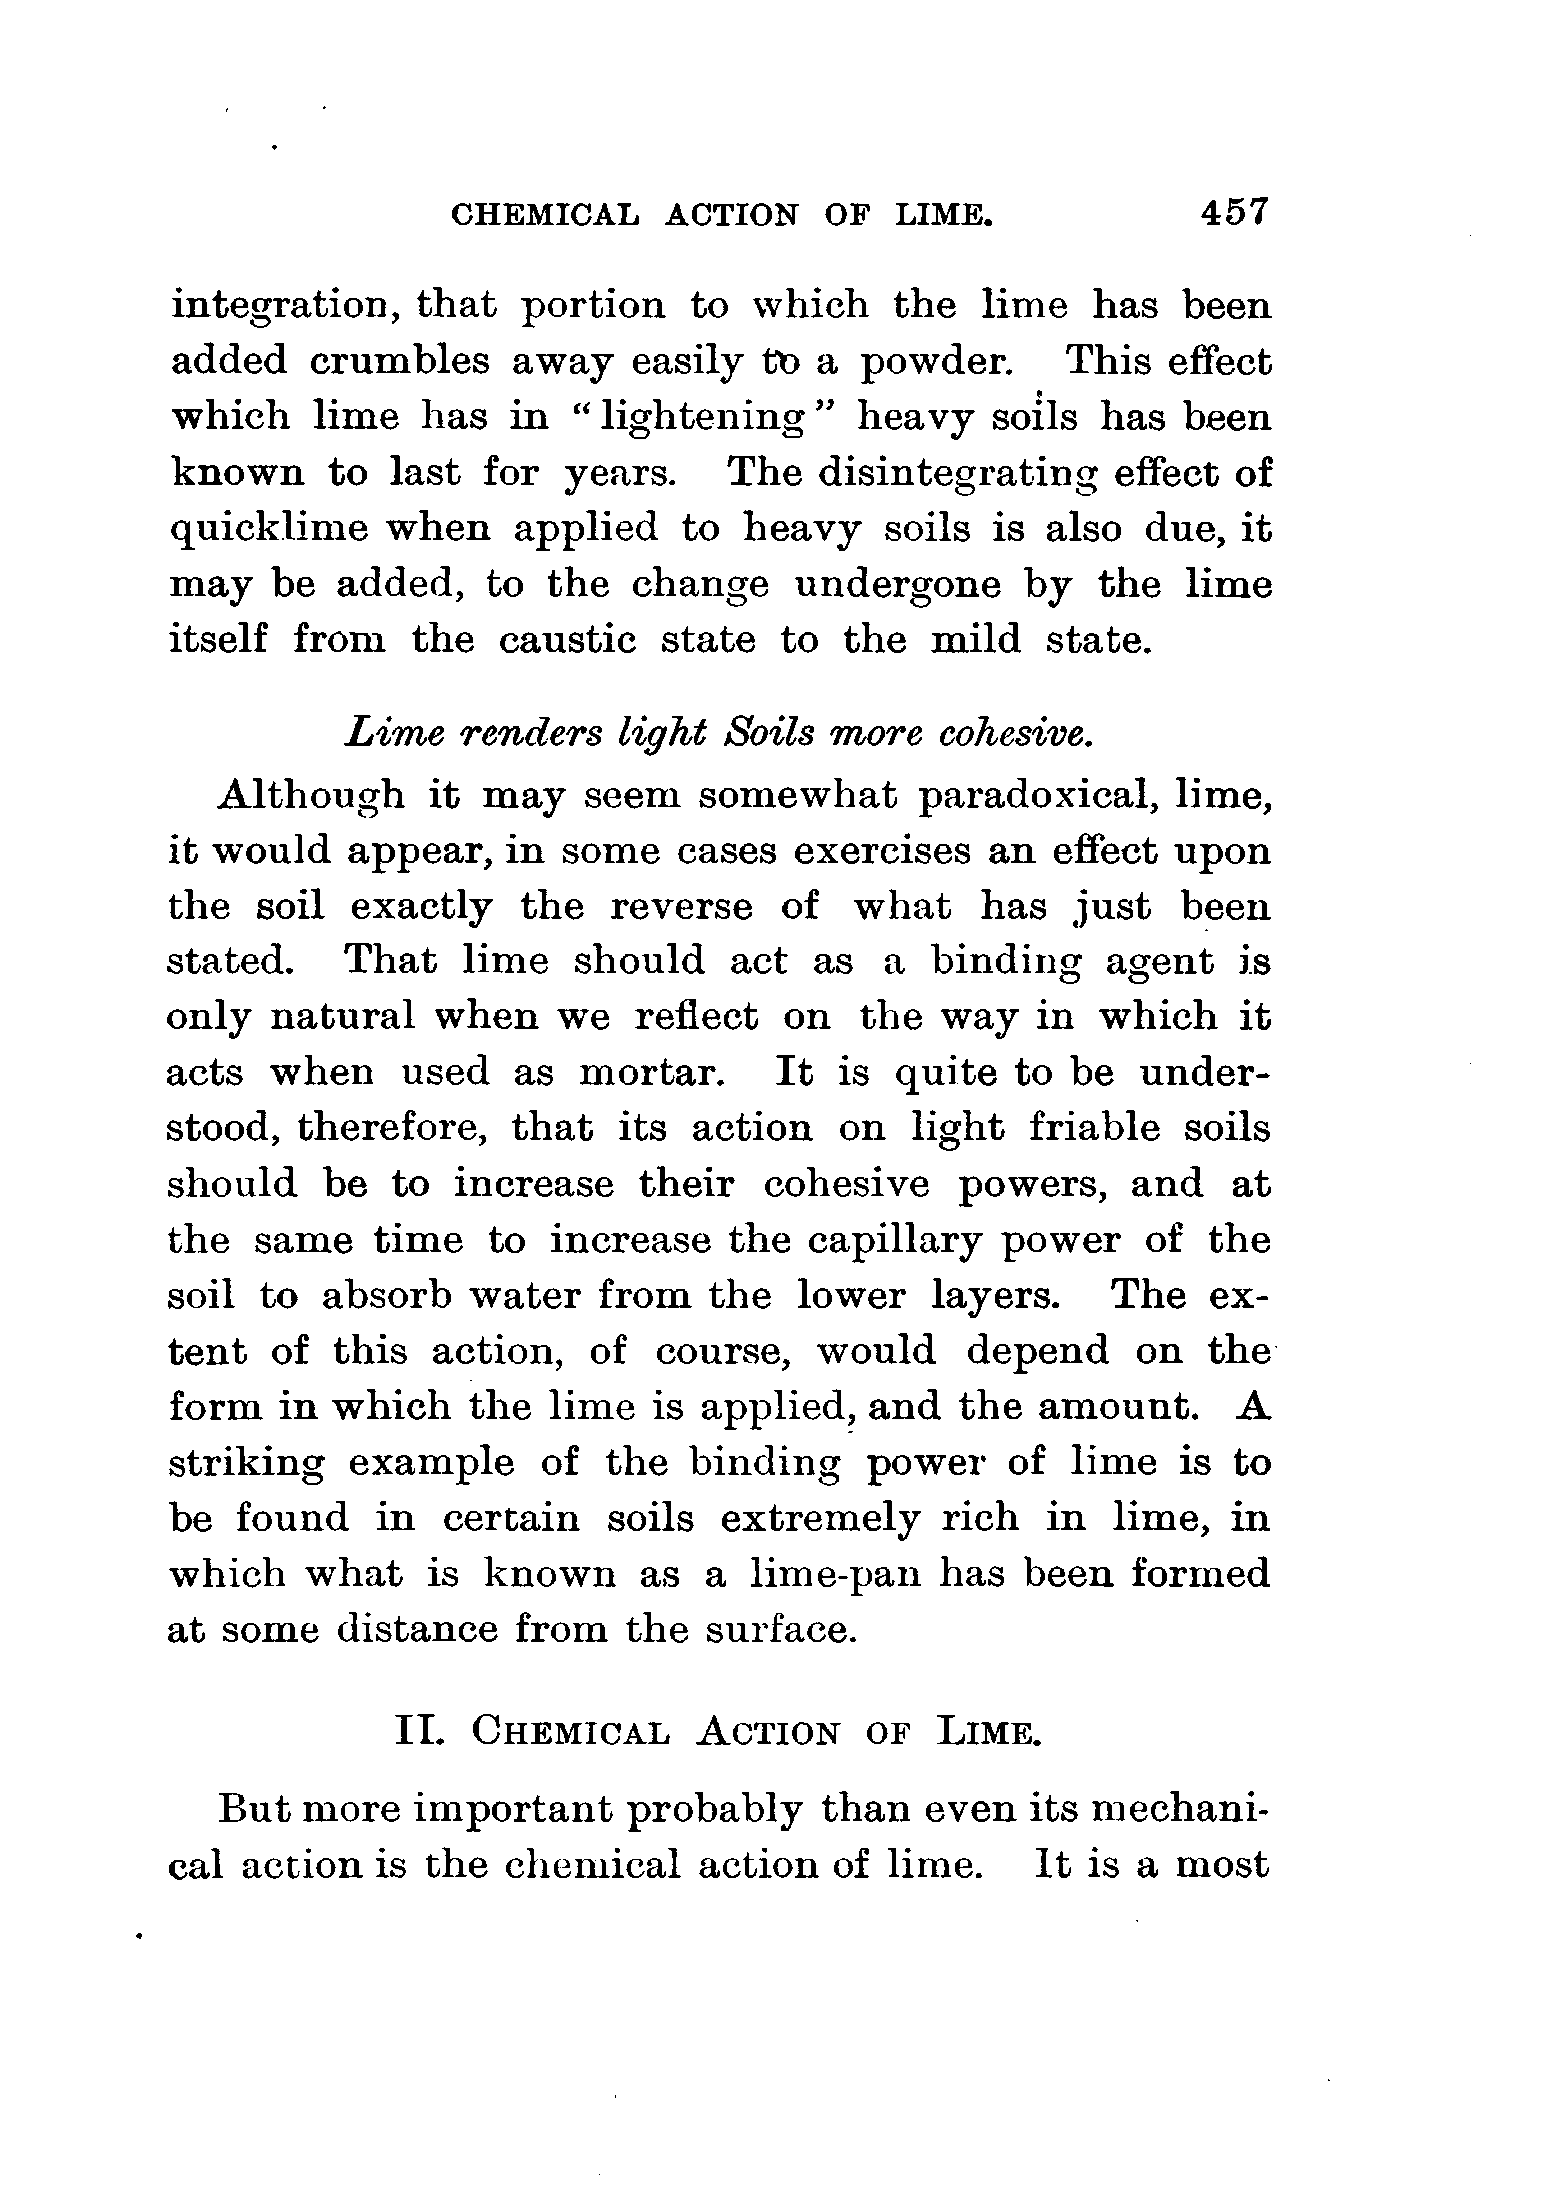 CHEMICAL ACTION OF LIME. 457
integration, that portion to which the lime has been
added crumbles away easily to a powder. This effect
which lime has in "lightening" heavy soils has been
known to last for years. The disintegrating effect of
quicklime when applied to heavy soils is also due, it
may be added, to the change undergone by the lime
itself from the caustic state to the mild state.
Lime renders light Soils more cohesive.
Although it may seem somewhat paradoxical, lime,
it would appear, in some cases exercises an effect upon
the soil exactly the reverse of what has just been
stated. That lime should act as a binding agent is
only natural when we reflect on the way in which it
acts when used as mortar. It is quite to be under-
stood, therefore, that its action on light friable soils
should be to increase their cohesive powers, and at
the same time to increase the capillary power of the
soil to absorb water from the lower layers. The ex-
tent of this action, of course, would depend on the
form in which the lime is applied, and the amount. A
striking example of the binding power of lime is to
be found in certain soils extremely rich in lime, in
which what is known as a lime-pan has been formed
at some distance from the surface.
II. CHEMICAL ACTION OF LIME.
But more important probably than even its mechani-
cal action is the chemical action of lime. It is a most